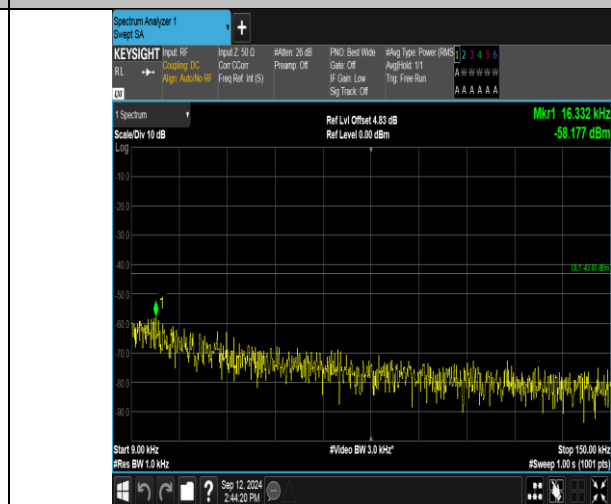 Spectrum Analyzer 1
Swept SA
+
KEYSIGHT
RL
Input: RF
Coupling: DC
Align: Auto/No RF
Input Z: 50 Ω
Corr CCorr
Freq Ref: Int (S)
#Atten: 26 dB
Preamp: Off
PNO: Best Wide
Gate: Off
IF Gain: Low
Sig Track: Off
#Avg Type: Power (RMS
Avg|Hold: 1/1
Trig: Free Run
1 2 3 4 5 6
A W W W W W
A A A A A A
1 Spectrum
Scale/Div 10 dB
Log
Ref Lvl Offset 4.83 dB
Ref Level 0.00 dBm
Mkr1 16.332 kHz
-58.177 dBm
-10.0
-20.0
-30.0
-40.0
DL1 -43.00 dBm
-50.0
1
-60.0
-70.0
-80.0
-90.0
Start 9.00 kHz
#Res BW 1.0 kHz
#Video BW 3.0 kHz*
Stop 150.00 kHz
#Sweep 1.00 s (1001 pts)
?
Sep 12, 2024
2:44:20 PM